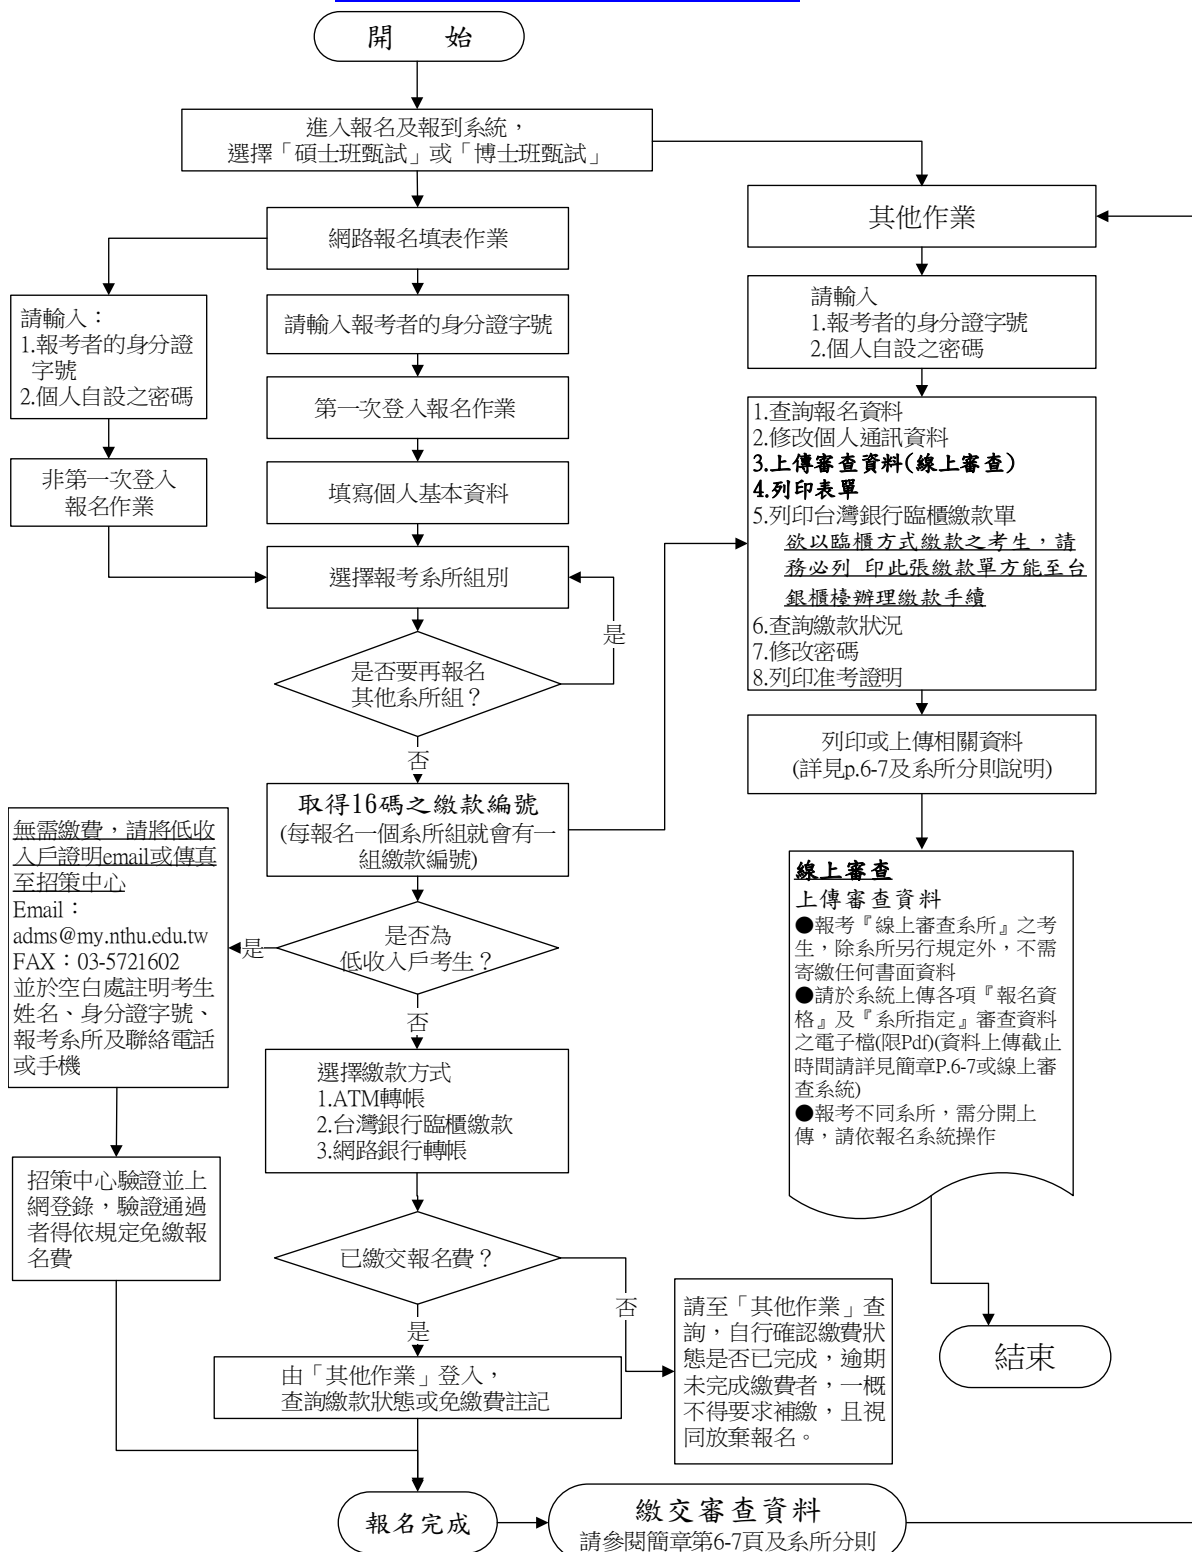 開 始
進入報名及報到系統，
選擇「碩士班甄試」或「博士班甄試」
網路報名填表作業
請輸入：
1.報考者的身分證
字號
2.個人自設之密碼
非第一次登入
報名作業
請輸入報考者的身分證字號
第一次登入報名作業
填寫個人基本資料
選擇報考系所組別
是
是否要再報名
其他系所組？
否
取得16碼之繳款編號
(每報名一個系所組就會有一
組繳款編號)
是否為
低收入戶考生？
是
無需繳費，請將低收
入戶證明email或傳真
至招策中心
Email：
adms@my.nthu.edu.tw
FAX：03-5721602
並於空白處註明考生
姓名、身分證字號、
報考系所及聯絡電話
或手機
招策中心驗證並上
網登錄，驗證通過
者得依規定免繳報
名費
否
選擇繳款方式
1.ATM轉帳
2.台灣銀行臨櫃繳款
3.網路銀行轉帳
已繳交報名費？
否
請至「其他作業」查
詢，自行確認繳費狀
態是否已完成，逾期
未完成繳費者，一概
不得要求補繳，且視
同放棄報名。
是
由「其他作業」登入，
查詢繳款狀態或免繳費註記
報名完成
繳交審查資料
請參閱簡章第6-7頁及系所分則
其他作業
請輸入
1.報考者的身分證字號
2.個人自設之密碼
1.查詢報名資料
2.修改個人通訊資料
3.上傳審查資料(線上審查)
4.列印表單
5.列印台灣銀行臨櫃繳款單
欲以臨櫃方式繳款之考生，請
務必列 印此張繳款單方能至台
銀櫃檯辦理繳款手續
6.查詢繳款狀況
7.修改密碼
8.列印准考證明
列印或上傳相關資料
(詳見p.6-7及系所分則說明)
線上審查
上傳審查資料
●報考『線上審查系所』之考
生，除系所另行規定外，不需
寄繳任何書面資料
●請於系統上傳各項『報名資
格』及『系所指定』審查資料
之電子檔(限Pdf)(資料上傳截止
時間請詳見簡章P.6-7或線上審
查系統)
●報考不同系所，需分開上
傳，請依報名系統操作
結束